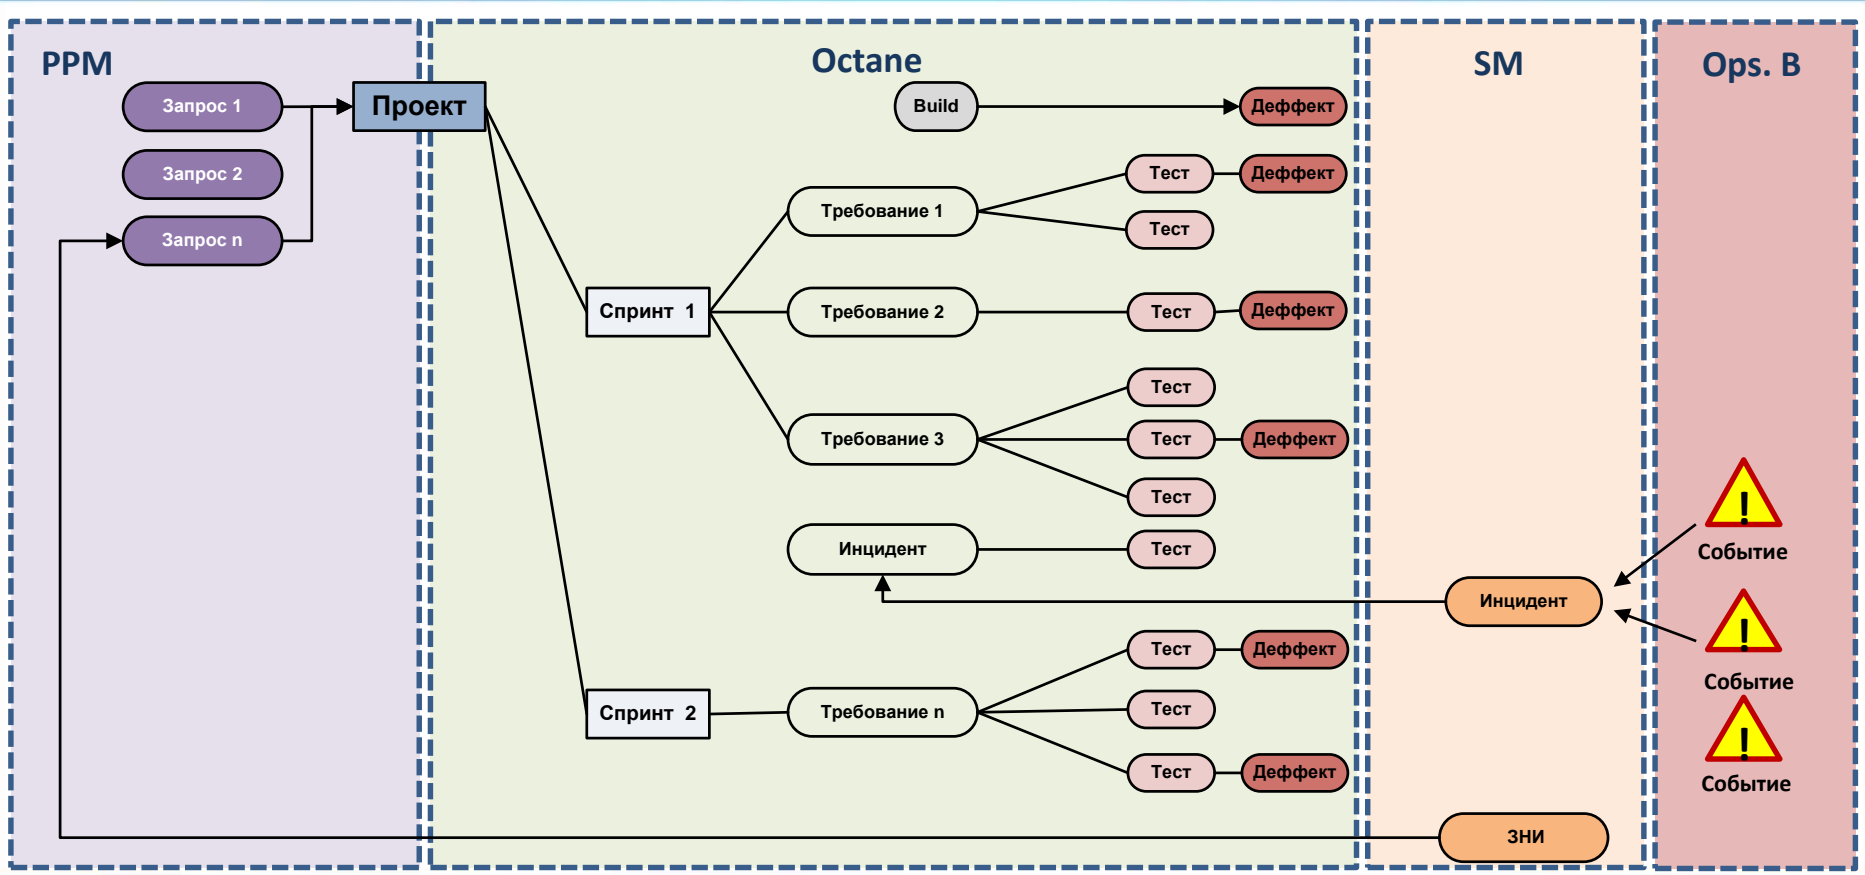 PPM
Octane
SM
Ops. B
Запрос 1
Проект
Build
Деффект
Запрос 2
Тест
Деффект
Требование 1
Тест
Запрос n
Спринт 1
Требование 2
Тест
Деффект
Тест
Требование 3
Тест
Деффект
Тест
Инцидент
Тест
!
Событие
Инцидент
!
Событие
Тест
Деффект
Спринт 2
Требование n
Тест
!
Событие
Тест
Деффект
ЗНИ